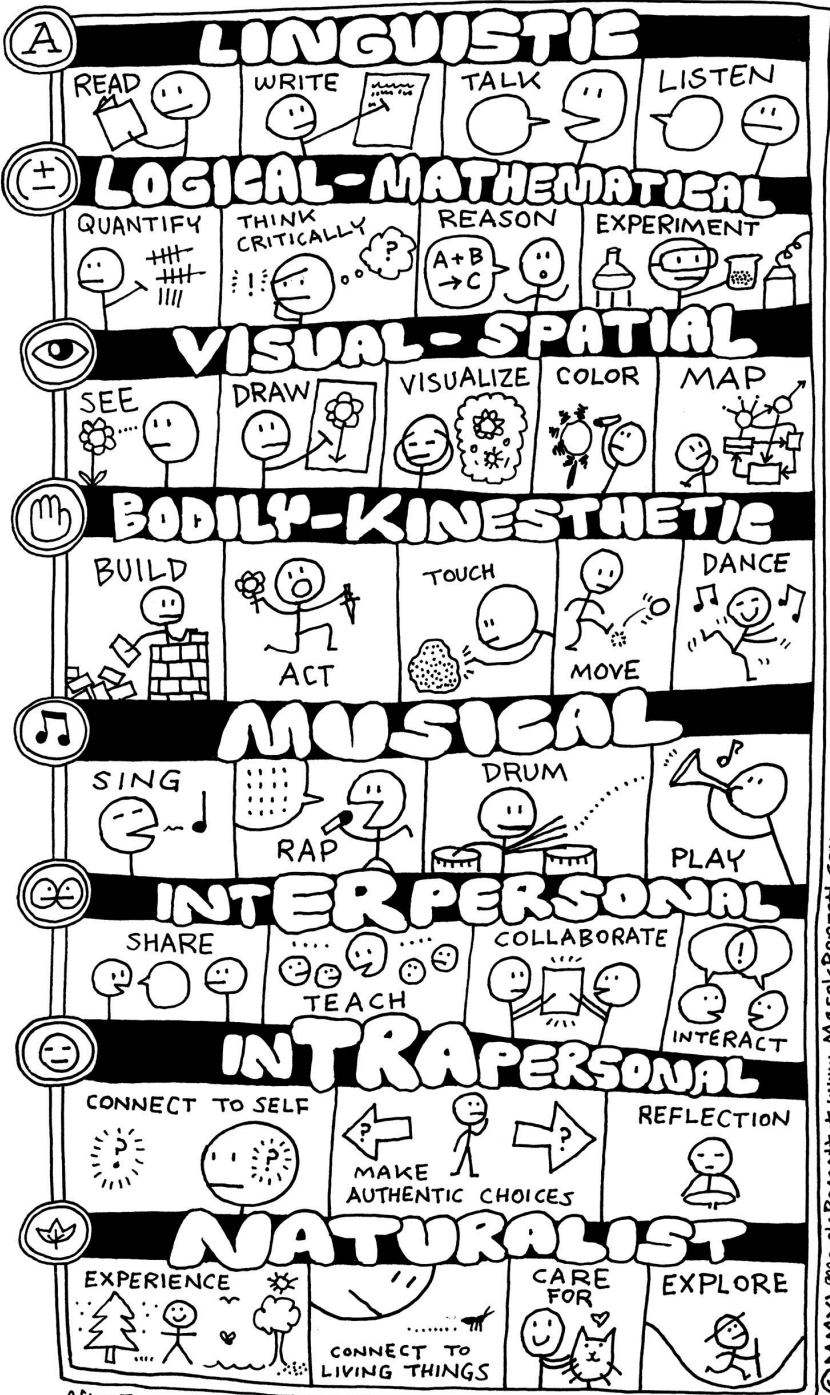 A
LINGUISTIC
READ
WRITE
TALK
LISTEN
LOGICAL-MATHEMATICAL
QUANTIFY
THINK
CRITICALLY
REASON
EXPERIMENT
!
?
A+B
→C
VISUAL-SPATIAL
SEE
DRAW
VISUALIZE
COLOR
MAP
BODILY-KINESTHETIC
BUILD
ACT
TOUCH
MOVE
DANCE
MUSICAL
SING
RAP
DRUM
PLAY
INTERPERSONAL
SHARE
TEACH
COLLABORATE
!
INTERACT
INTRAPERSONAL
CONNECT TO SELF
?
?
?
?
MAKE
AUTHENTIC CHOICES
REFLECTION
NATURALIST
EXPERIENCE
CONNECT TO
LIVING THINGS
CARE
FOR
EXPLORE